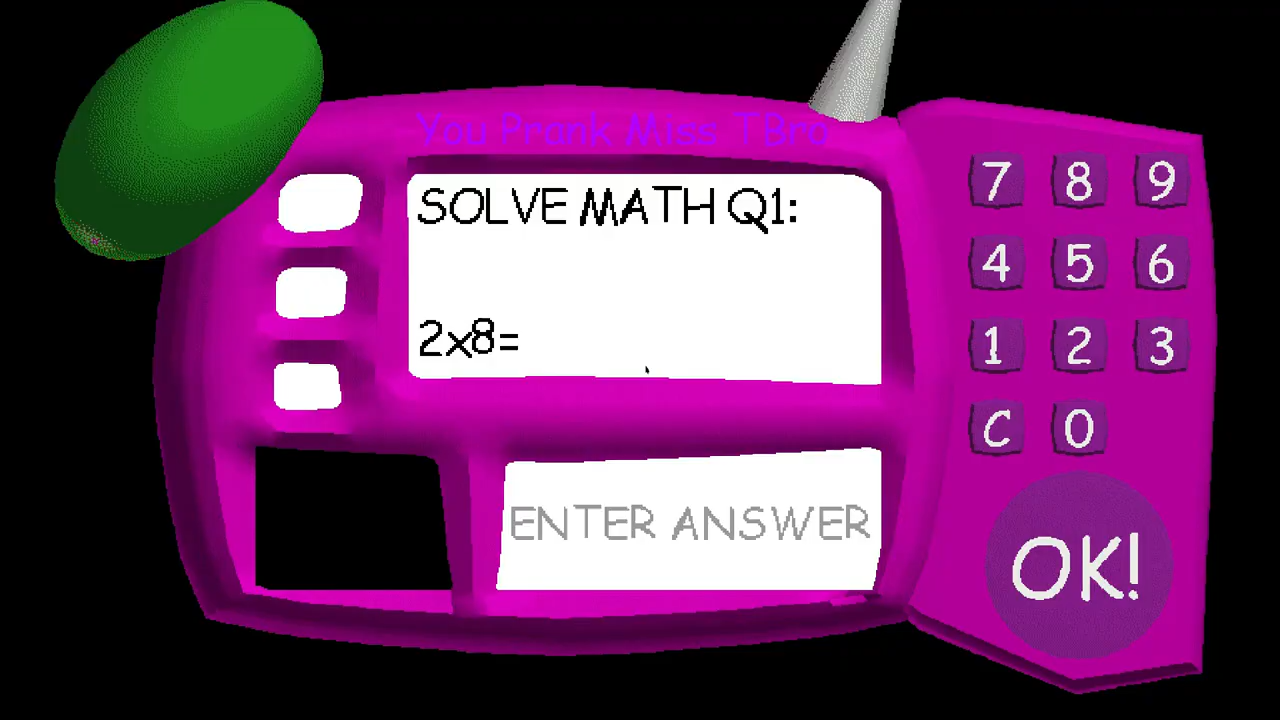 You Prank Miss TBro
SOLVE MATH Q1:
2x8=
ENTER ANSWER
7 8 9
4 5 6
1 2 3
C 0
OK!